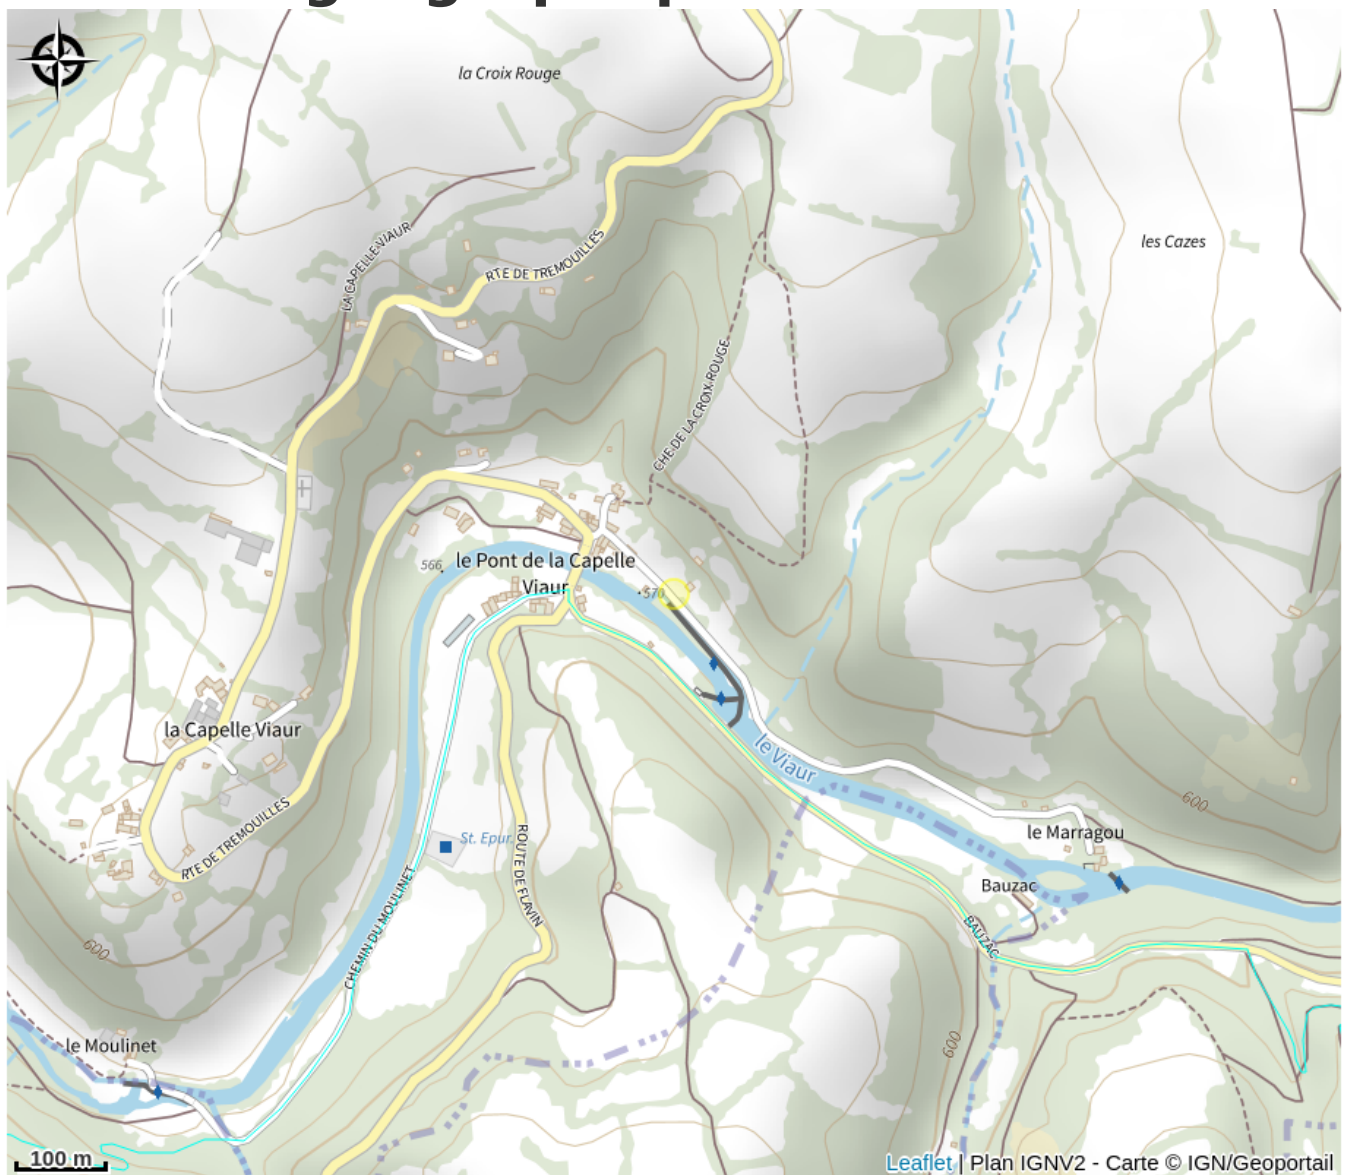 la Croix Rouge
les Cazes
LA CAPELLE-VIAUR
RTE DE TREMOUILLES
CHE DE LA CROIX ROUGE
566
le Pont de la Capelle
Viaur
570
la Capelle Viaur
le Viaur
600
RTE DE TREMOUILLES
St. Epur.
ROUTE DE FLAVIN
le Marragou
Bauzac
BAUZAC
CHEMIN DU MOULINET
600
600
le Moulinet
100 m
Leaflet | Plan IGNV2 - Carte © IGN/Geoportail